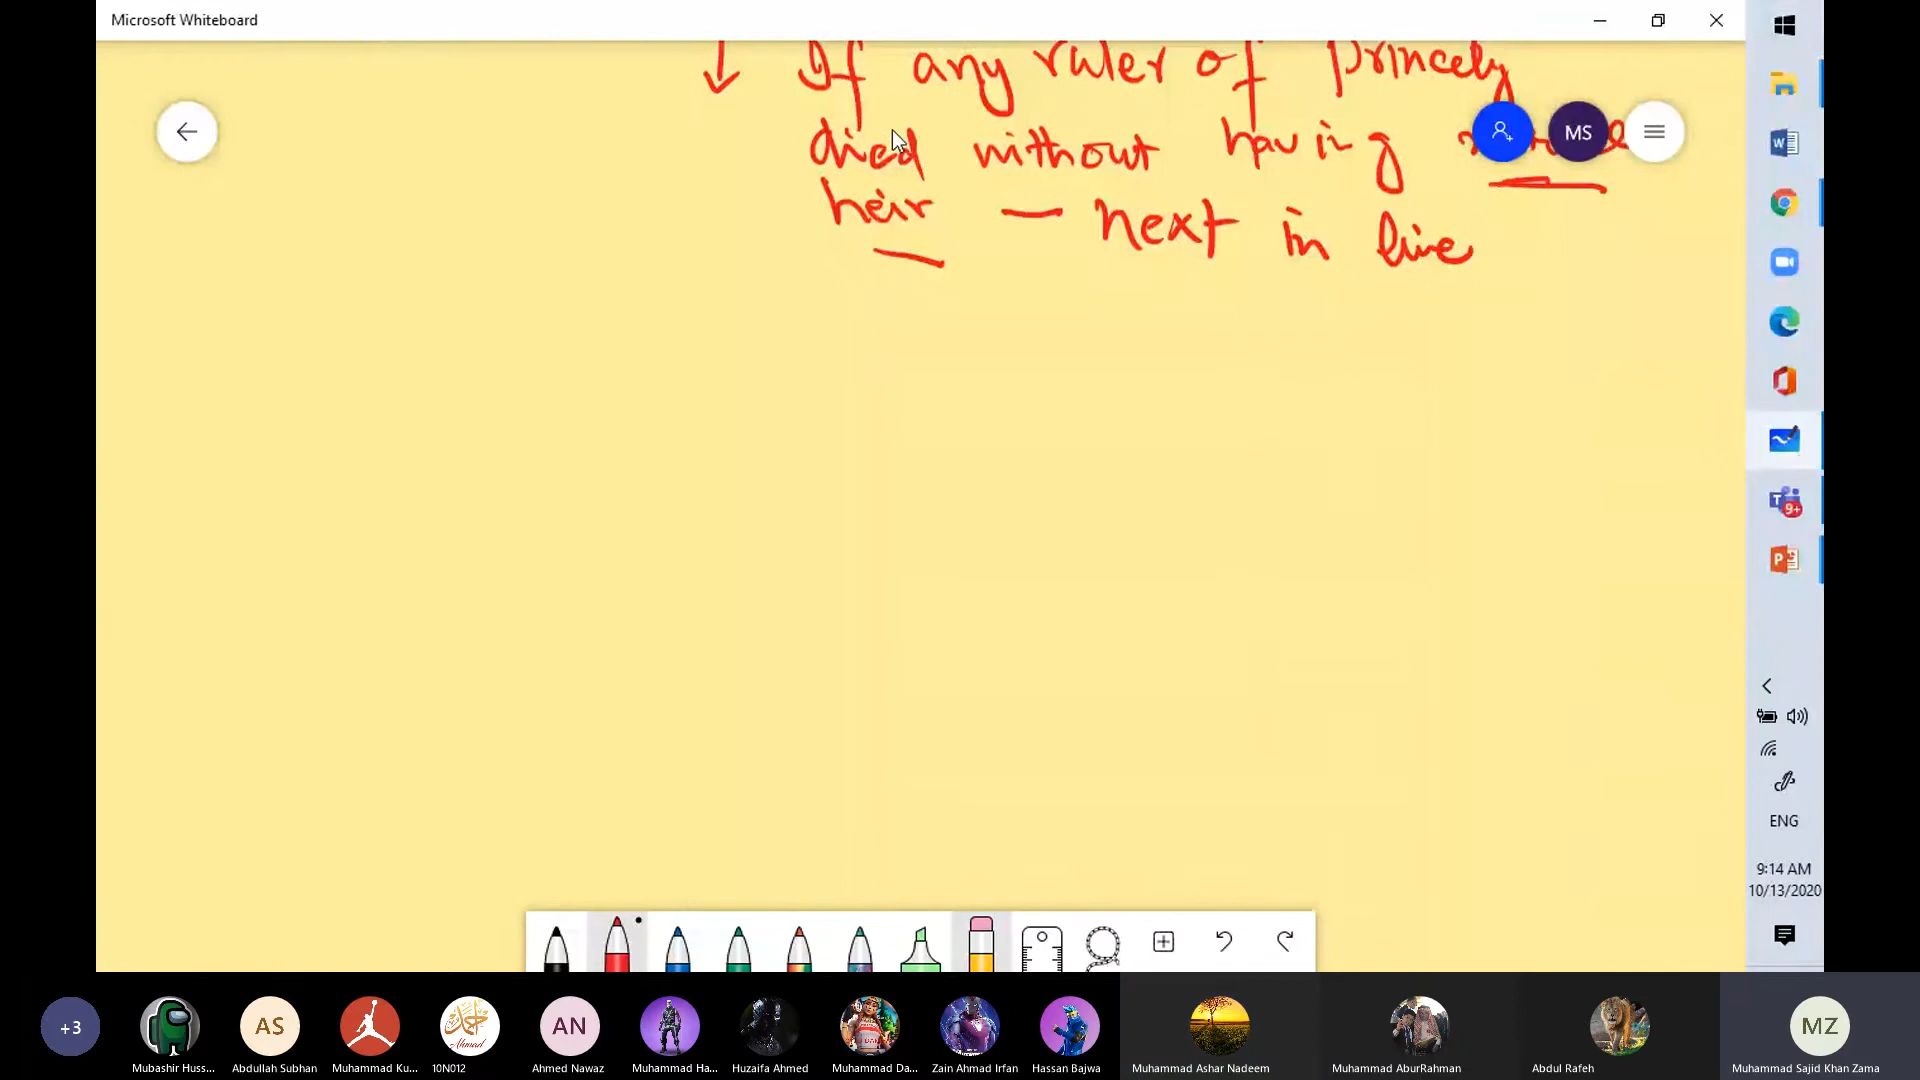 Microsoft Whiteboard
↓ If any ruler of princely
died without having
heir — next in line
MS
9+
ENG
9:14 AM
10/13/2020
+3
AS
AN
MZ
Mubashir Huss...
Abdullah Subhan
Muhammad Ku...
10N012
Ahmed Nawaz
Muhammad Ha...
Huzaifa Ahmed
Muhammad Da...
Zain Ahmad Irfan
Hassan Bajwa
Muhammad Ashar Nadeem
Muhammad AburRahman
Abdul Rafeh
Muhammad Sajid Khan Zama